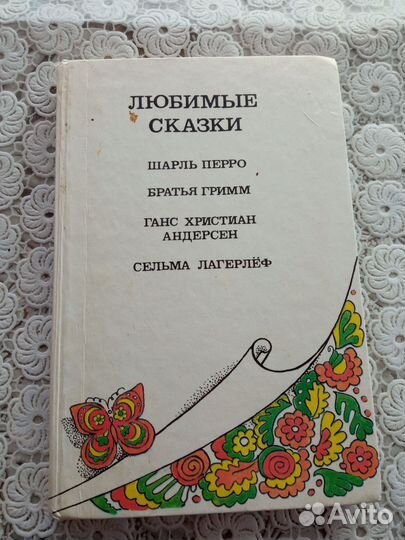 ЛЮБИМЫЕ
СКАЗКИ
ШАРЛЬ ПЕРРО
БРАТЬЯ ГРИММ
ГАНС ХРИСТИАН
АНДЕРСЕН
СЕЛЬМА ЛАГЕРЛЁФ
Avito